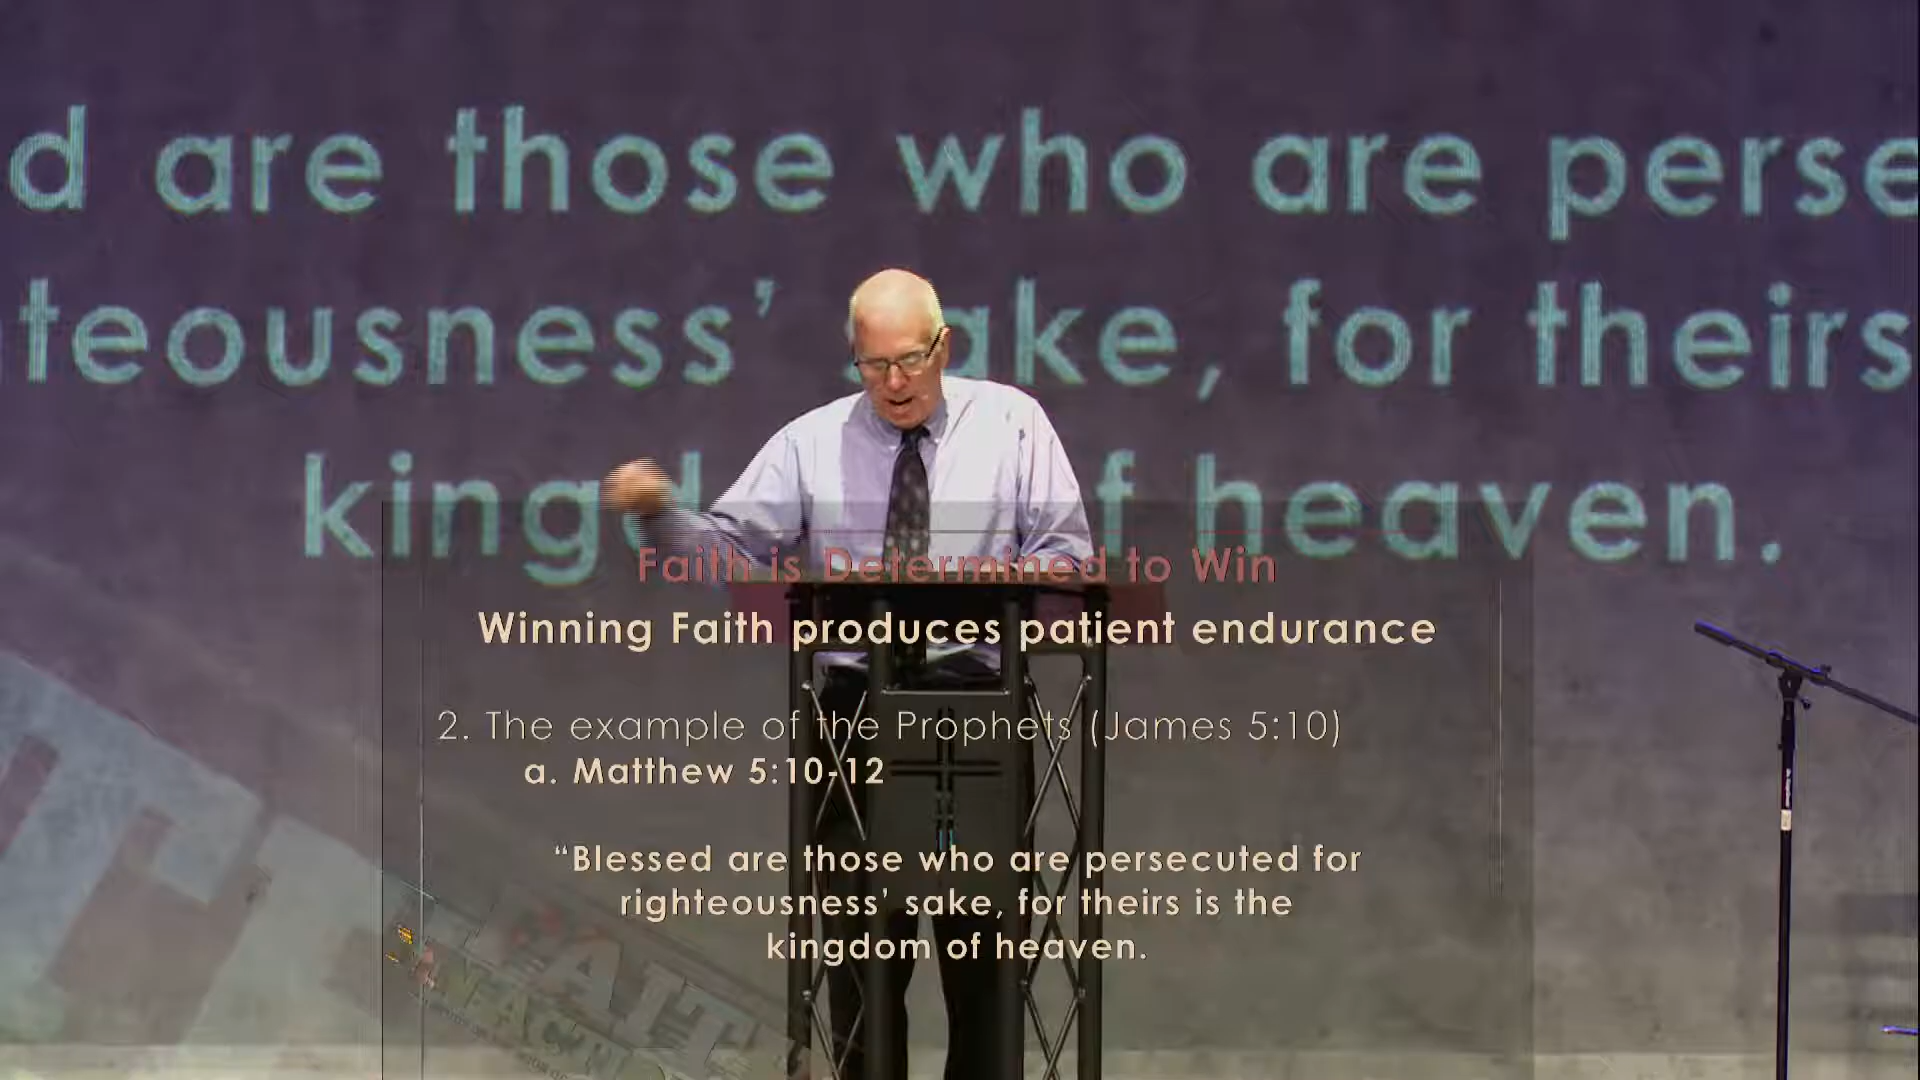 d are those who are perse
teousness' ake, for theirs
f heaven.
Faith is Determined to Win
Winning Faith produces patient endurance
2. The example of the Prophets (James 5:10)
a. Matthew 5:10-12
“Blessed are those who are persecuted for
righteousness’ sake, for theirs is the
kingdom of heaven.